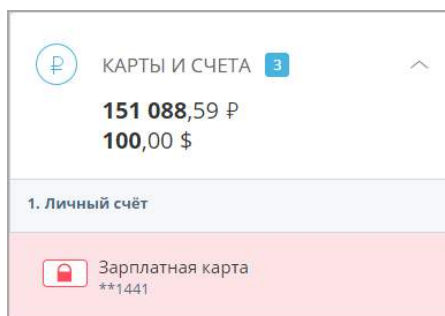 КАРТЫ И СЧЕТА 3
151 088,59 ₽
100,00 $
1. Личный счёт
Зарплатная карта
**1441